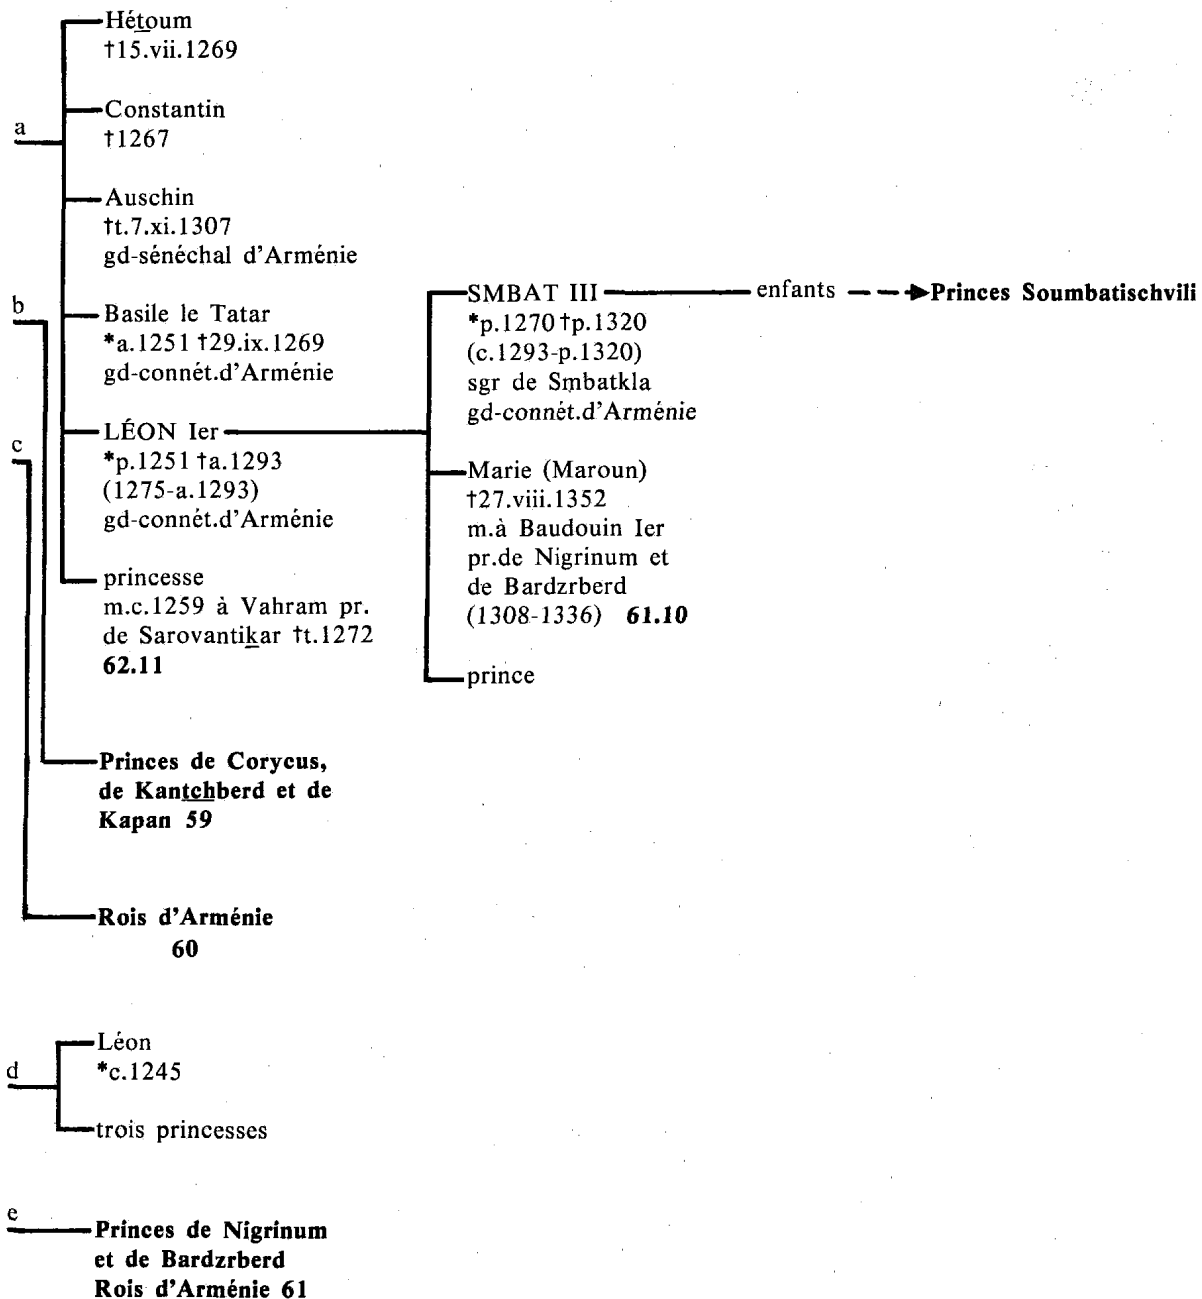 a
Hétoum
†15.vii.1269
Constantin
†1267
Auschin
†t.7.xi.1307
gd-sénéchal d'Arménie
b
Basile le Tatar
*a.1251 †29.ix.1269
gd-connét.d'Arménie
c
LÉON Ier
*p.1251 †a.1293
(1275-a.1293)
gd-connét.d'Arménie
princesse
m.c.1259 à Vahram pr.
de Sarovantikar †t.1272
62.11
SMBAT III
*p.1270 †p.1320
(c.1293-p.1320)
sgr de Smbatkla
gd-connét.d'Arménie
enfants
Princes Soumbatischvili
Marie (Maroun)
†27.viii.1352
m.à Baudouin Ier
pr.de Nigrinum et
de Bardzrberd
(1308-1336) 61.10
prince
Princes de Corycus,
de Kantchberd et de
Kapan 59
Rois d'Arménie
60
d
Léon
*c.1245
trois princesses
e
Princes de Nigrinum
et de Bardzrberd
Rois d'Arménie 61